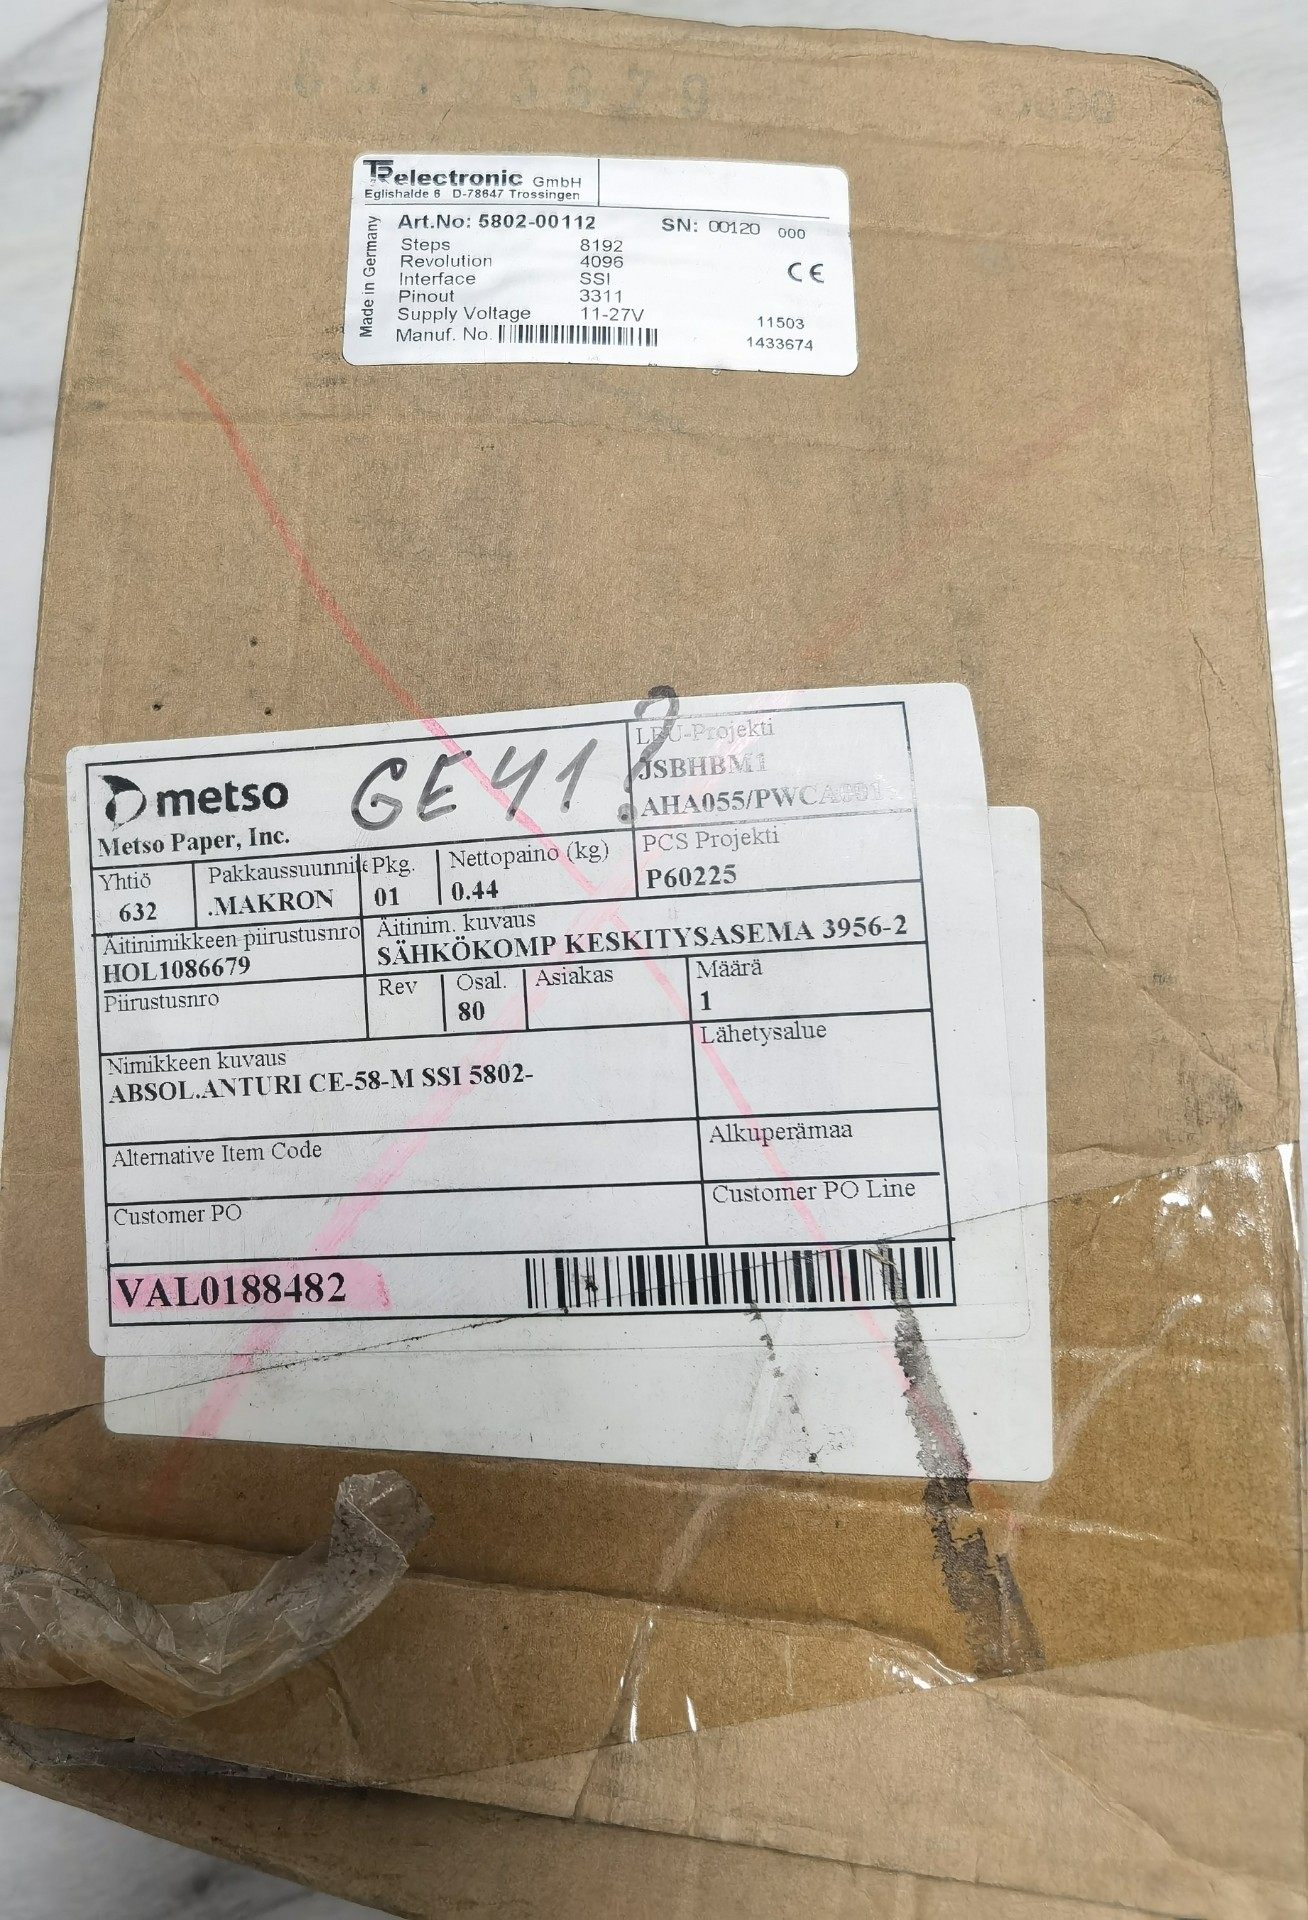 TR electronic GmbH
Eglishalde 6 D-78647 Trossingen
Made in Germany
Art.No: 5802-00112 SN: 00120 000
Steps 8192
Revolution 4096
Interface SSI
Pinout 3311
Supply Voltage 11-27V
Manuf. No.
CE
11503
1433674
GE41?
metso
Metso Paper, Inc.
LBU-Projekti
JSBHBM1
Yhtiö
632
Pakkaussuunnite
.MAKRON
Pkg.
01
Nettopaino (kg)
0.44
PCS Projekti
P60225
Äitinimikkeen piirustusnro
HOL1086679
Äitinim. kuvaus
SÄHKÖKOMP KESKITYSASEMA 3956-2
Piirustusnro
Rev
Osal.
80
Asiakas
Määrä
1
Nimikkeen kuvaus
ABSOL.ANTURI CE-58-M SSI 5802-
Lähetysalue
Alternative Item Code
Alkuperämaa
Customer PO
Customer PO Line
VAL0188482